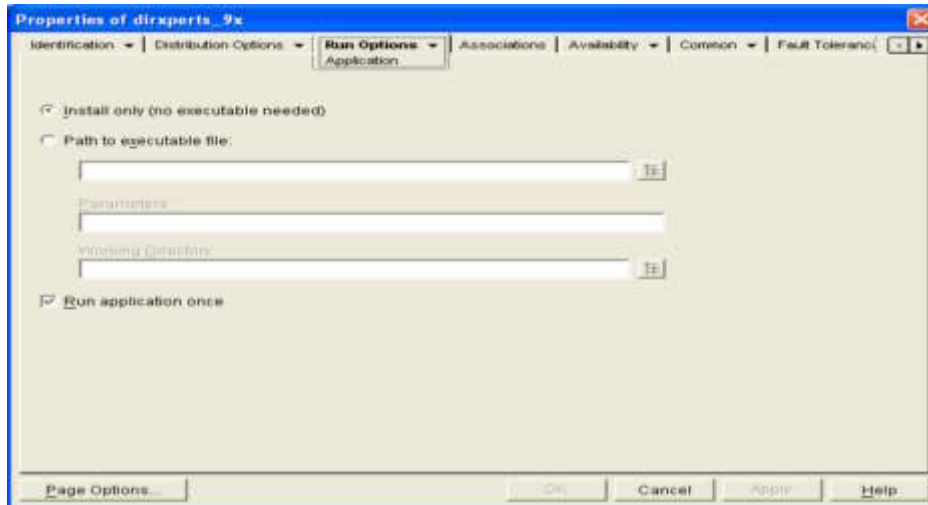 Properties of dirxperts_9x
Identification Distribution Options Run Options Associations Availability Common Fault Toleranc
Application
Install only (no executable needed)
Path to executable file:
Parameters
Working Directory
Run application once
Page Options... OK Cancel Apply Help